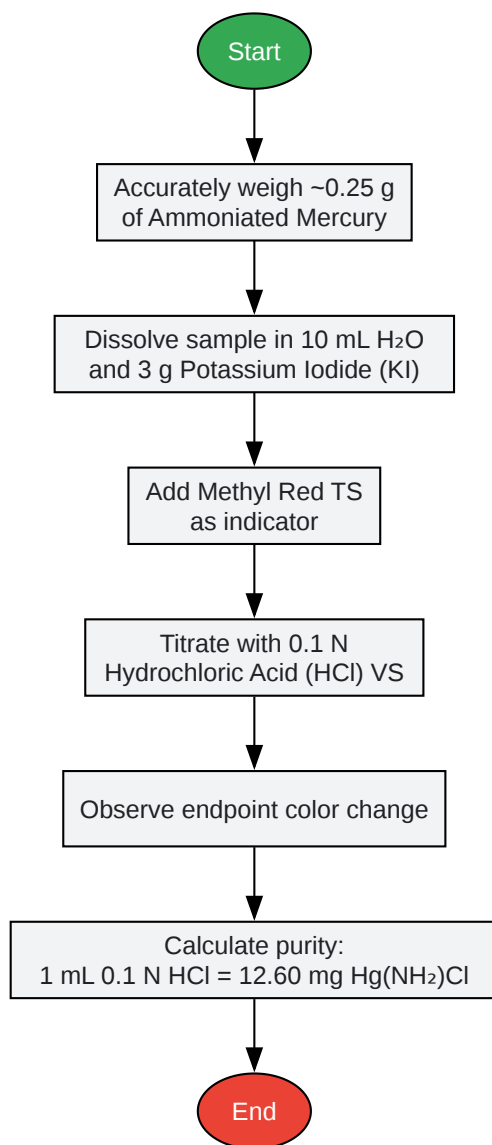 Start
Accurately weigh ~0.25 g
of Ammoniated Mercury
Dissolve sample in 10 mL H₂O
and 3 g Potassium Iodide (KI)
Add Methyl Red TS
as indicator
Titrate with 0.1 N
Hydrochloric Acid (HCl) VS
Observe endpoint color change
Calculate purity:
1 mL 0.1 N HCl = 12.60 mg Hg(NH₂)Cl
End